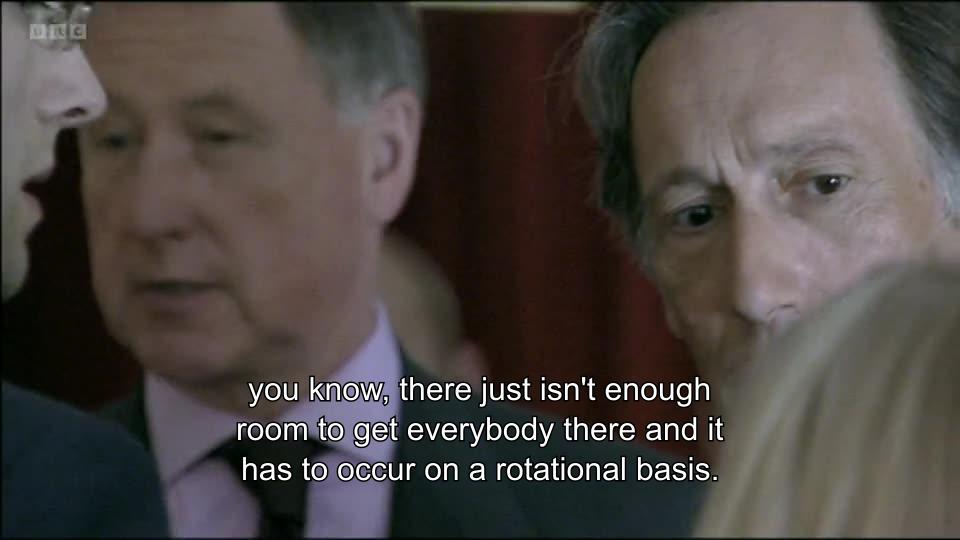 BBC
you know, there just isn't enough
room to get everybody there and it
has to occur on a rotational basis.